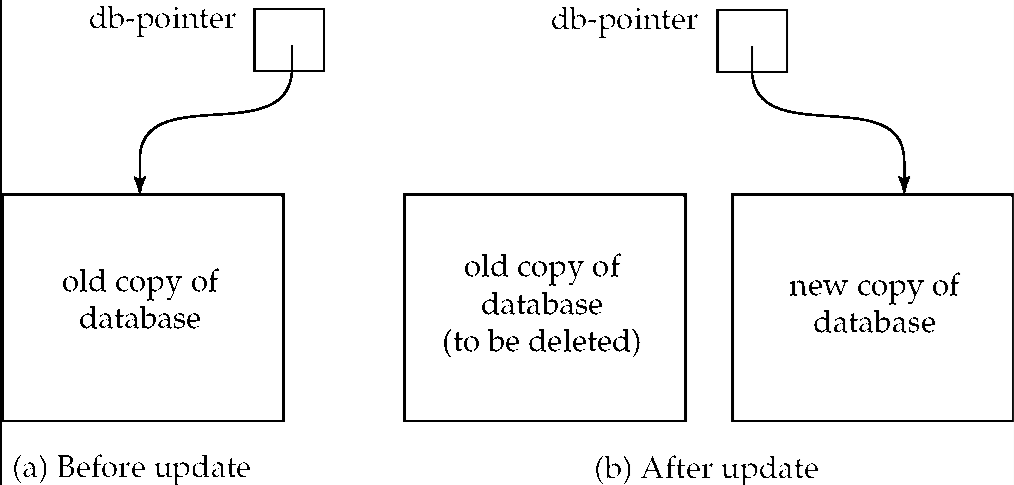 db-pointer
old copy of
database
(a) Before update
db-pointer
old copy of
database
(to be deleted)
new copy of
database
(b) After update